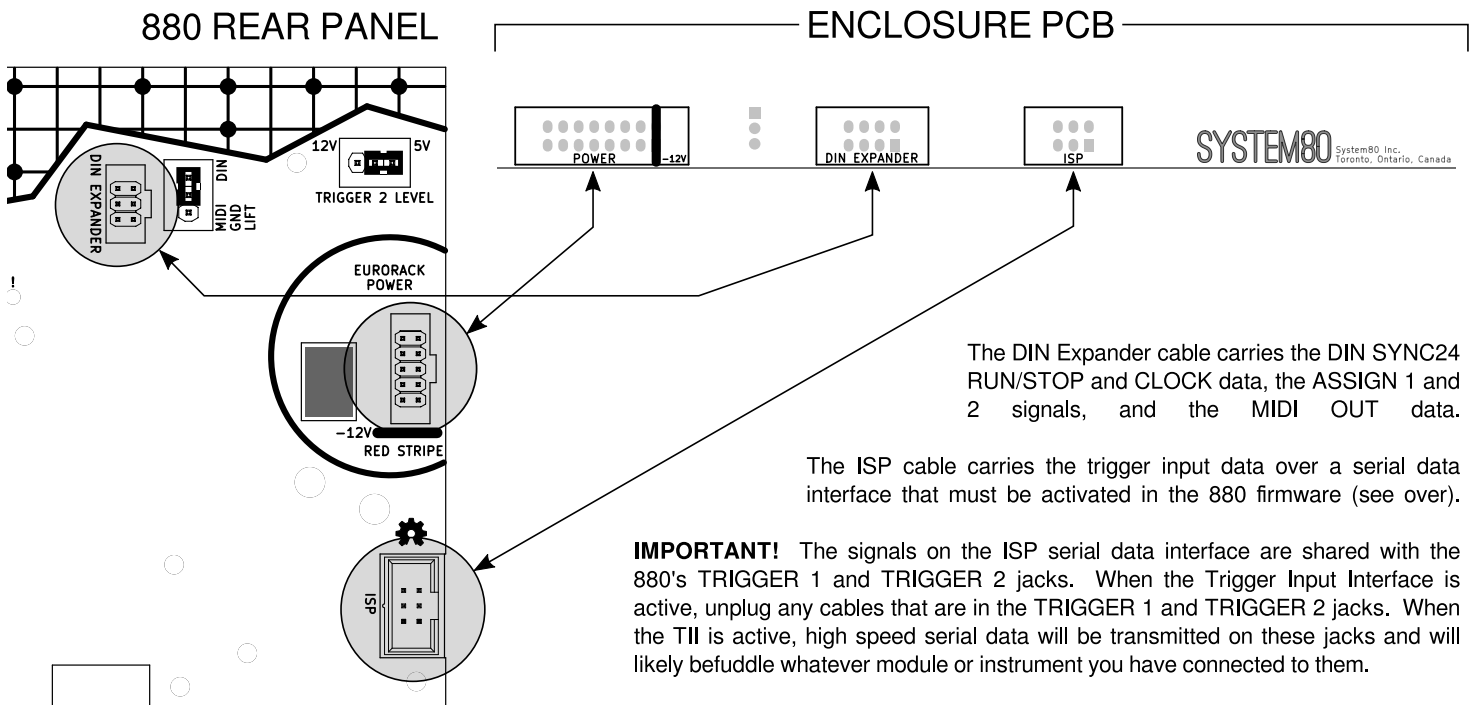 880 REAR PANEL
ENCLOSURE PCB
12V
5V
TRIGGER 2 LEVEL
DIN EXPANDER
DIN
MIDI
GND
LIFT
!
EURORACK
POWER
-12V
RED STRIPE
ISP
POWER
-12V
DIN EXPANDER
ISP
SYSTEM80
System80 Inc.
Toronto, Ontario, Canada
The DIN Expander cable carries the DIN SYNC24
RUN/STOP and CLOCK data, the ASSIGN 1 and
2 signals, and the MIDI OUT data.
The ISP cable carries the trigger input data over a serial data
interface that must be activated in the 880 firmware (see over).
IMPORTANT! The signals on the ISP serial data interface are shared with the
880's TRIGGER 1 and TRIGGER 2 jacks. When the Trigger Input Interface is
active, unplug any cables that are in the TRIGGER 1 and TRIGGER 2 jacks. When
the TII is active, high speed serial data will be transmitted on these jacks and will
likely befuddle whatever module or instrument you have connected to them.